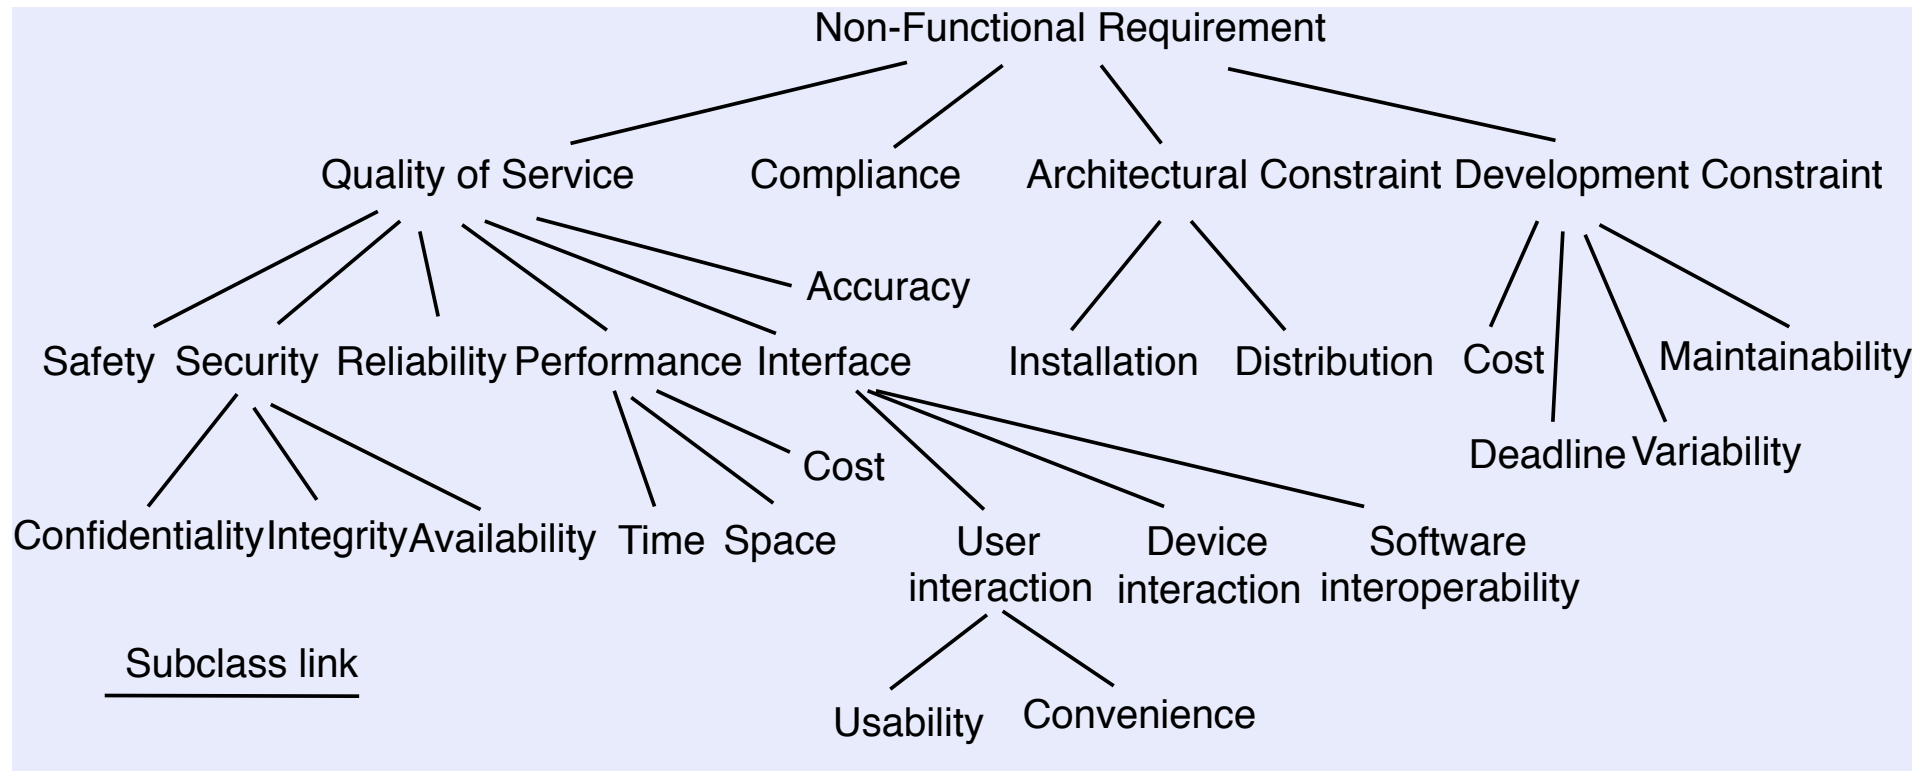 Non-Functional Requirement
Quality of Service
Compliance
Architectural Constraint
Development Constraint
Accuracy
Safety
Security
Reliability
Performance
Interface
Installation
Distribution
Cost
Maintainability
Deadline
Variability
Cost
Confidentiality
Integrity
Availability
Time
Space
User
interaction
Device
interaction
Software
interoperability
Subclass link
Usability
Convenience